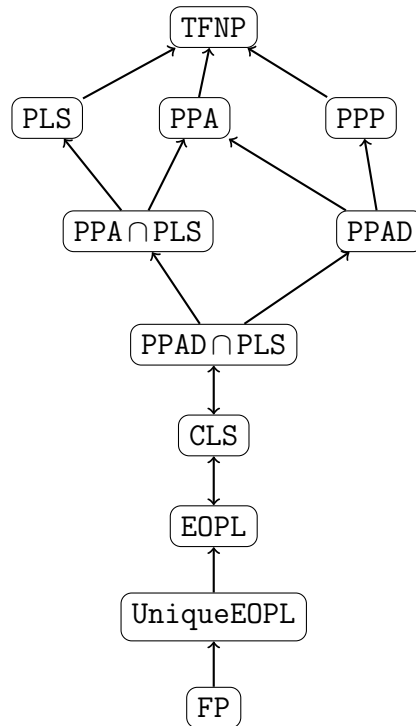 TFNP
PLS PPA PPP
PPA∩PLS PPAD
PPAD∩PLS
CLS
EOPL
UniqueEOPL
FP